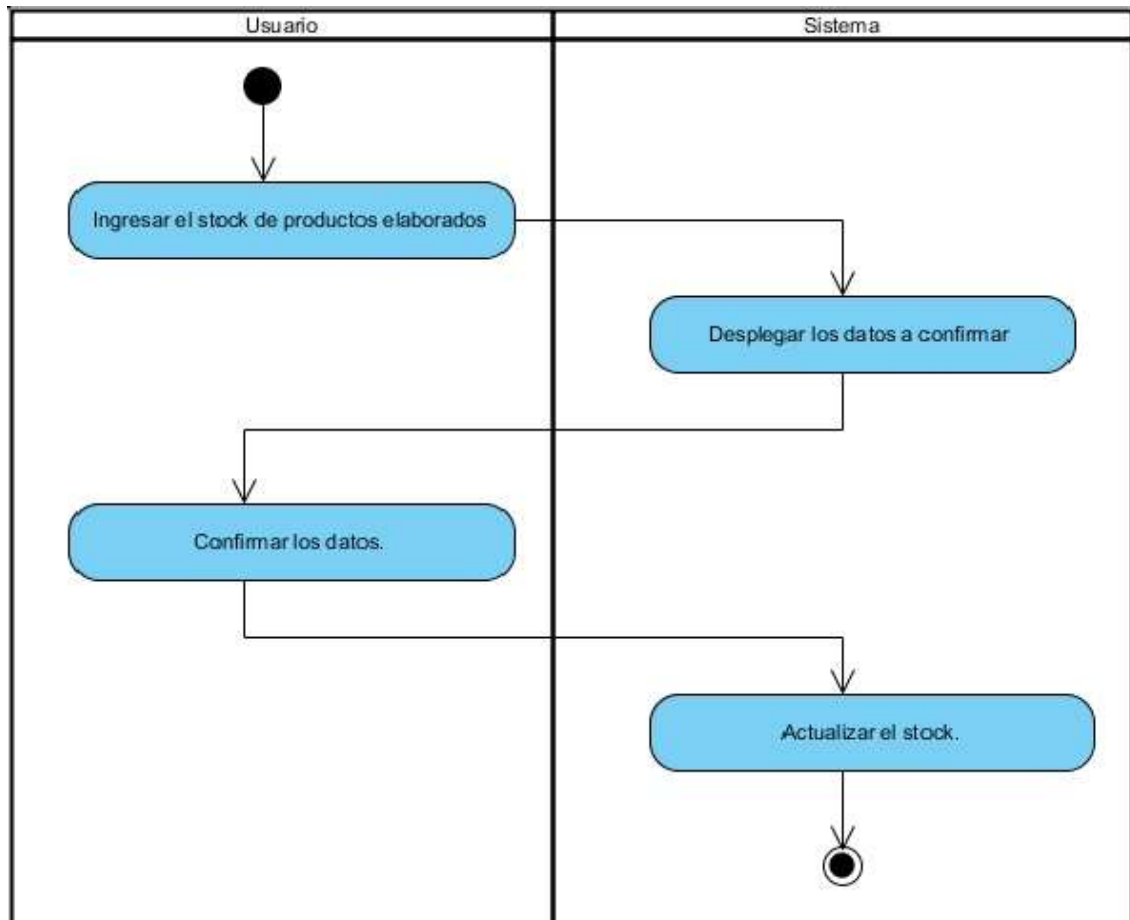 Usuario
Sistema
Ingresar el stock de productos elaborados
Desplegar los datos a confirmar
Confirmar los datos.
Actualizar el stock.